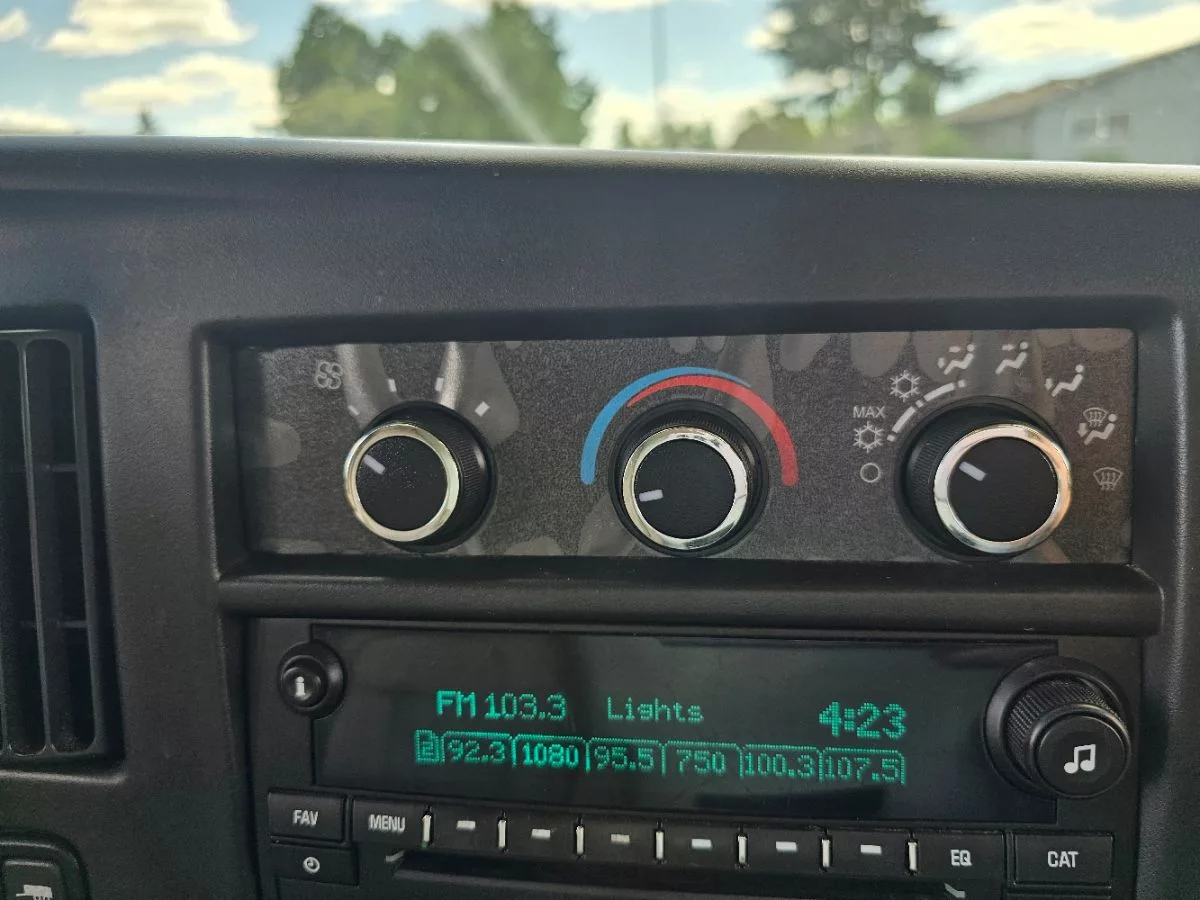 MAX
i
FM 103.3 Lights 4:23
2 92.3 1080 95.5 750 100.3 107.5
FAV MENU EQ CAT